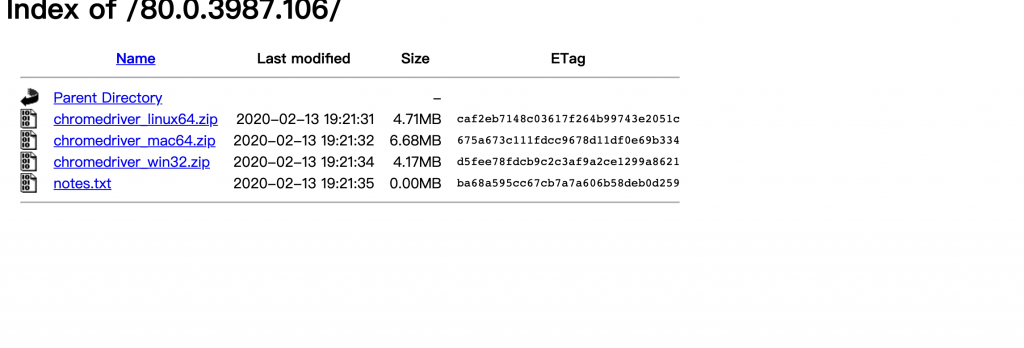 Index of /80.0.3987.106/
Name Last modified Size ETag
Parent Directory –
chromedriver_linux64.zip 2020–02–13 19:21:31 4.71MB caf2eb7148c03617f264b99743e2051c
chromedriver_mac64.zip 2020–02–13 19:21:32 6.68MB 675a673c111fdcc9678d11df0e69b334
chromedriver_win32.zip 2020–02–13 19:21:34 4.17MB d5fee78fdcb9c2c3af9a2ce1299a8621
notes.txt 2020–02–13 19:21:35 0.00MB ba68a595cc67cb7a7a606b58deb0d259